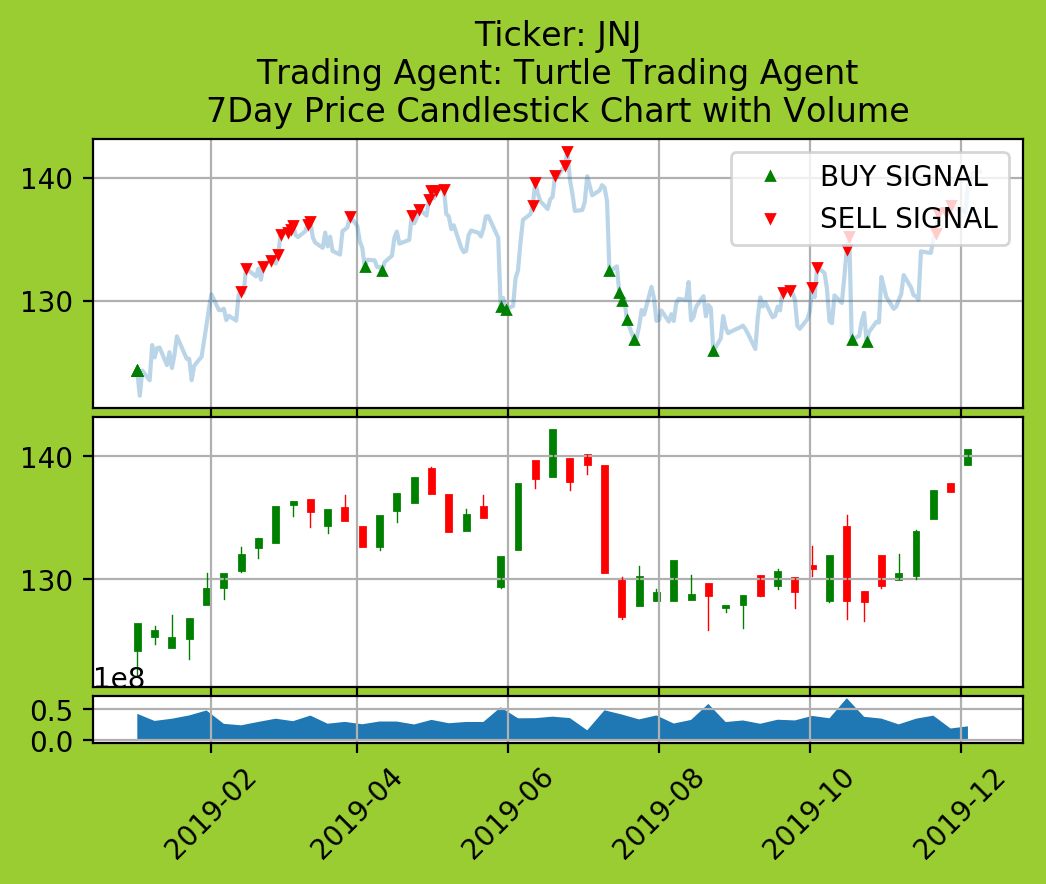 Ticker: JNJ
Trading Agent: Turtle Trading Agent
7Day Price Candlestick Chart with Volume
BUY SIGNAL
SELL SIGNAL
140
130
140
130
1e8
0.5
0.0
2019-02
2019-04
2019-06
2019-08
2019-10
2019-12